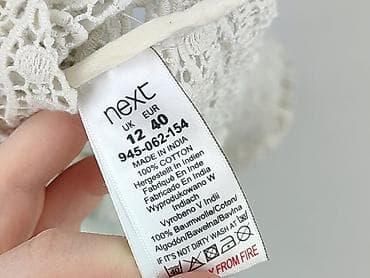 next
UK EUR
12 40
945-062-154
MADE IN INDIA
100% COTTON
Hergestellt In Indien
Fabriqué En Inde
Fabricado En India
Wyprodukowano W
Indiach
Vyrobeno V Indii
100% Baumwolle/Coton/
Algodón/Bawełna/Bavlna
IF IT'S NOT DIRTY WASH AT
40
Y FROM FIRE